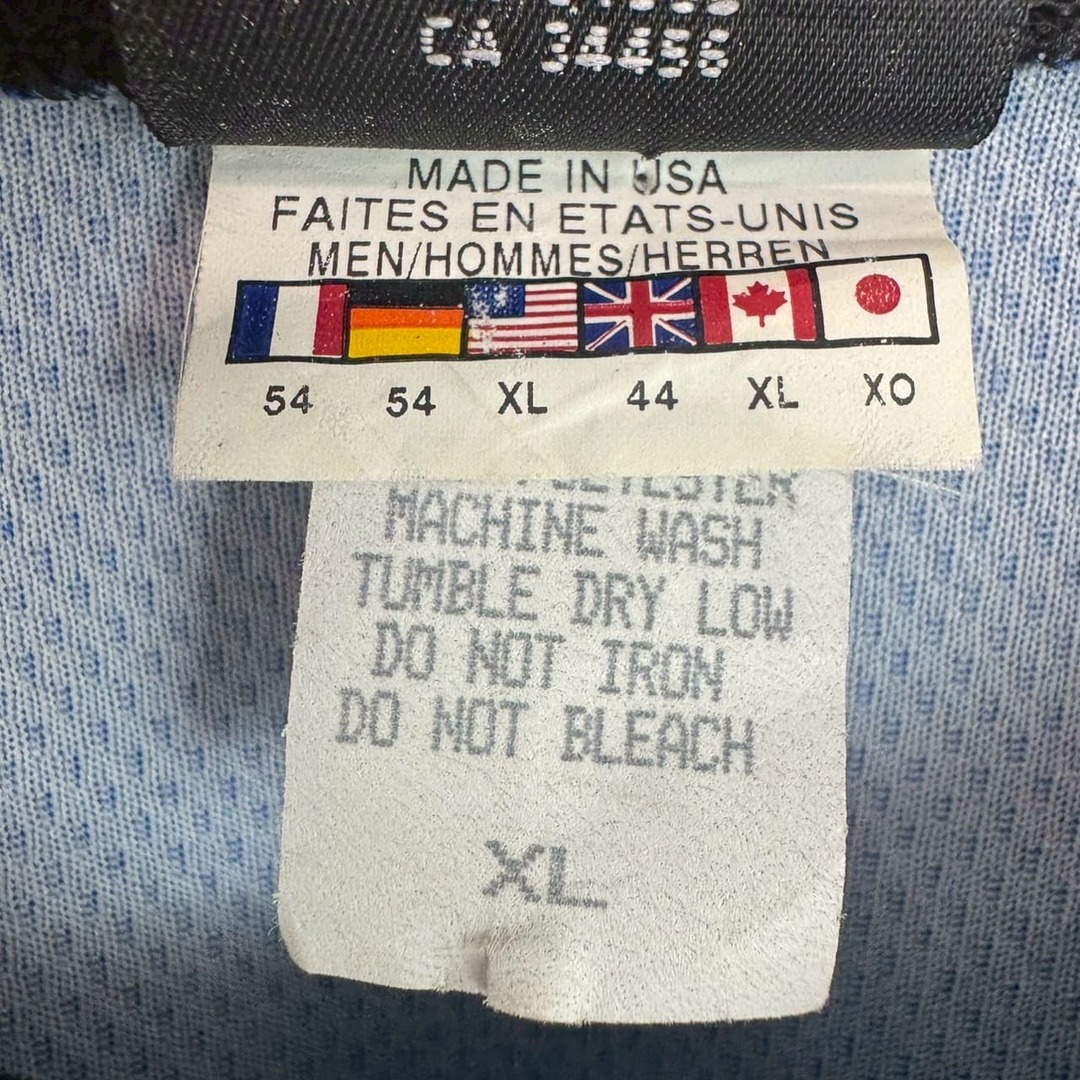 CA 34456
MADE IN USA
FAITES EN ETATS-UNIS
MEN/HOMMES/HERREN
54 54 XL 44 XL XO
POLYESTER
MACHINE WASH
TUMBLE DRY LOW
DO NOT IRON
DO NOT BLEACH
XL